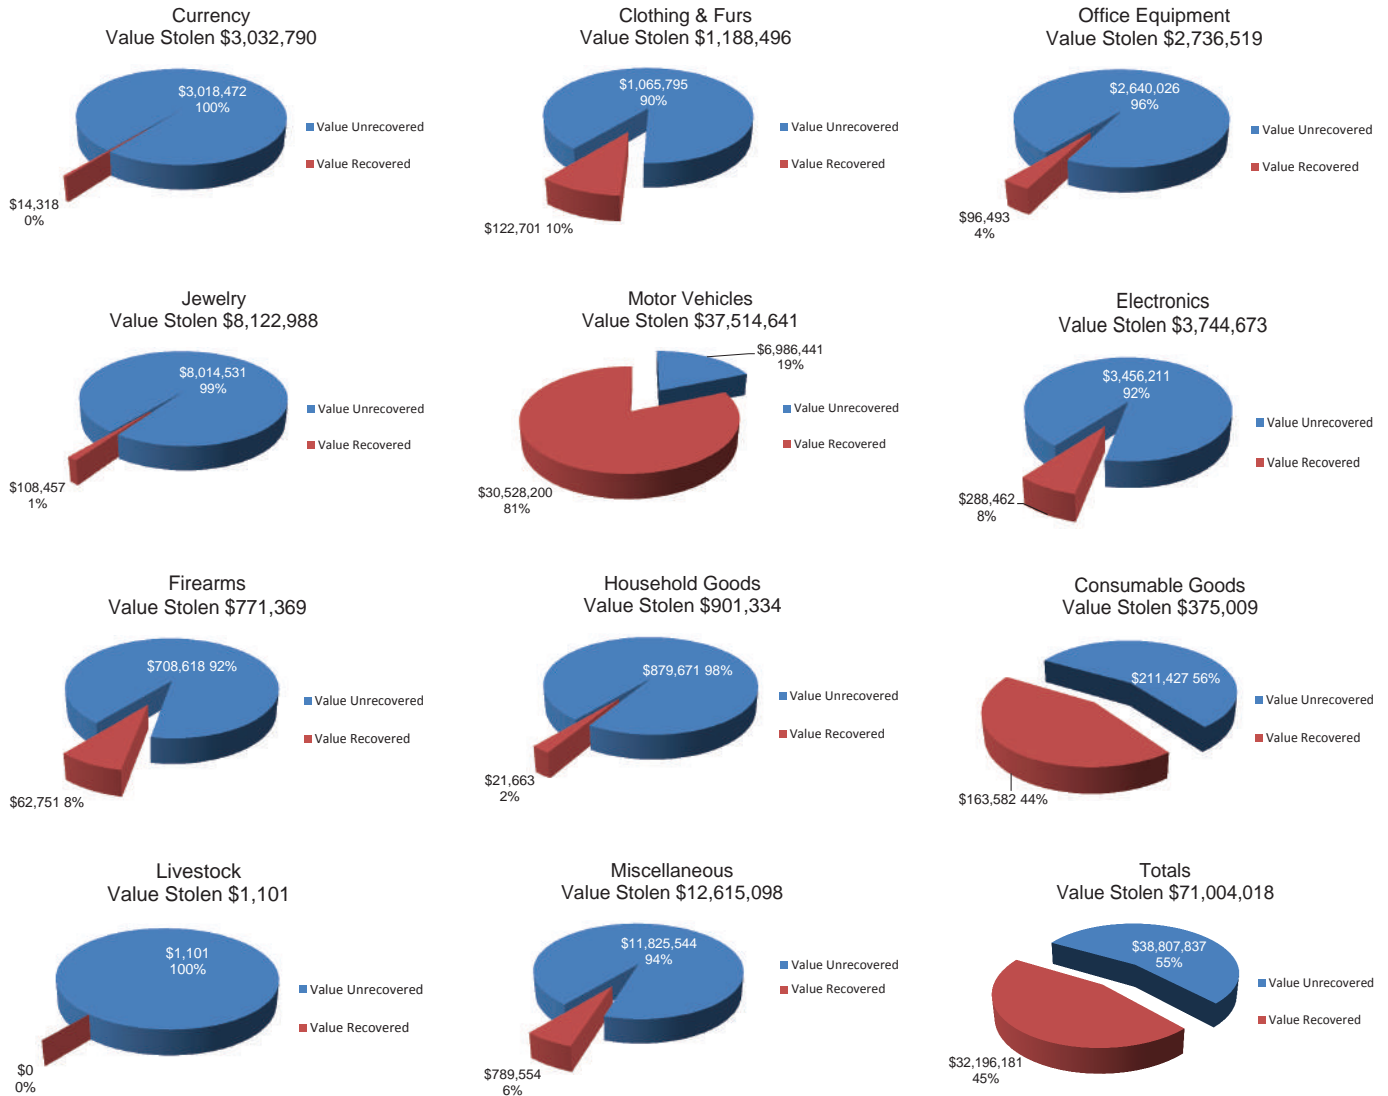 Currency
Value Stolen $3,032,790
$3,018,472
100%
Value Unrecovered
Value Recovered
$14,318
0%
Clothing & Furs
Value Stolen $1,188,496
$1,065,795
90%
Value Unrecovered
Value Recovered
$122,701 10%
Office Equipment
Value Stolen $2,736,519
$2,640,026
96%
Value Unrecovered
Value Recovered
$96,493
4%
Jewelry
Value Stolen $8,122,988
$8,014,531
99%
Value Unrecovered
Value Recovered
$108,457
1%
Motor Vehicles
Value Stolen $37,514,641
$6,986,441
19%
Value Unrecovered
Value Recovered
$30,528,200
81%
Electronics
Value Stolen $3,744,673
$3,456,211
92%
Value Unrecovered
Value Recovered
$288,462
8%
Firearms
Value Stolen $771,369
$708,618 92%
Value Unrecovered
Value Recovered
$62,751 8%
Household Goods
Value Stolen $901,334
$879,671 98%
Value Unrecovered
Value Recovered
$21,663
2%
Consumable Goods
Value Stolen $375,009
$211,427 56%
Value Unrecovered
Value Recovered
$163,582 44%
Livestock
Value Stolen $1,101
$1,101
100%
Value Unrecovered
Value Recovered
$0
0%
Miscellaneous
Value Stolen $12,615,098
$11,825,544
94%
Value Unrecovered
Value Recovered
$789,554
6%
Totals
Value Stolen $71,004,018
$38,807,837
55%
Value Unrecovered
Value Recovered
$32,196,181
45%